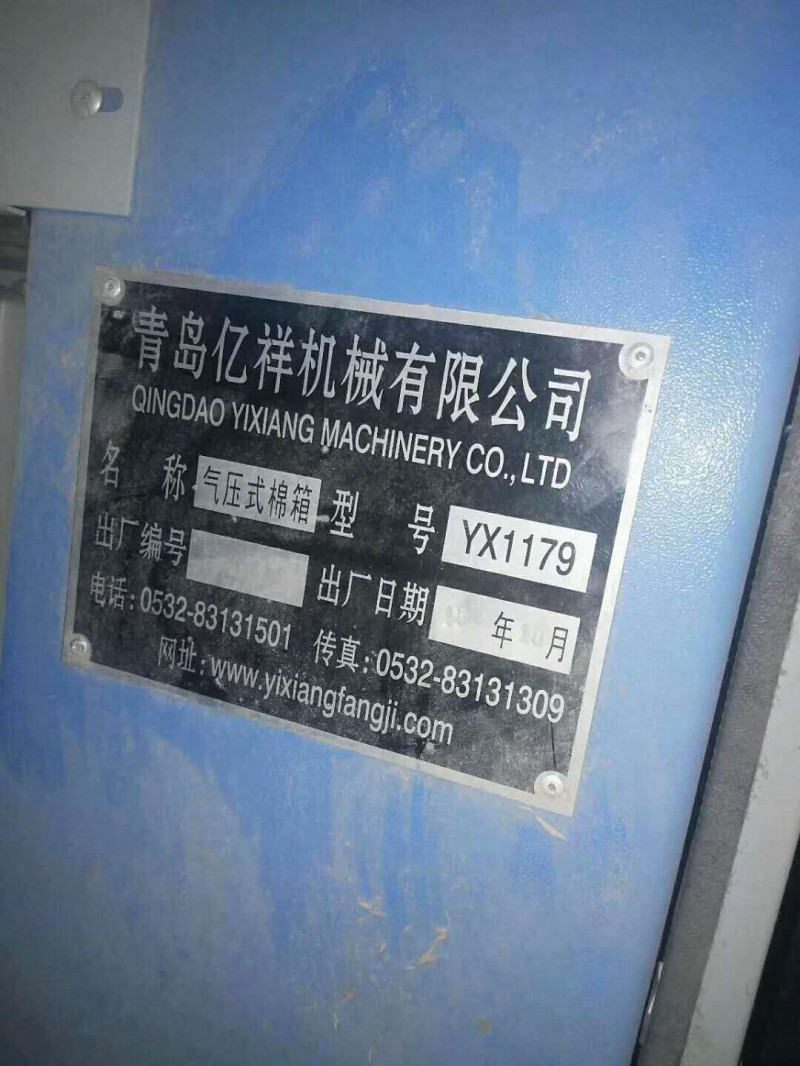 青岛亿祥机械有限公司
QINGDAO YIXIANG MACHINERY CO., LTD
名 称 气压式棉箱 型 号 YX1179
出厂编号 出厂日期 年 月
电话:0532-83131501 传真:0532-83131309
网址:www.yixiangfangji.com